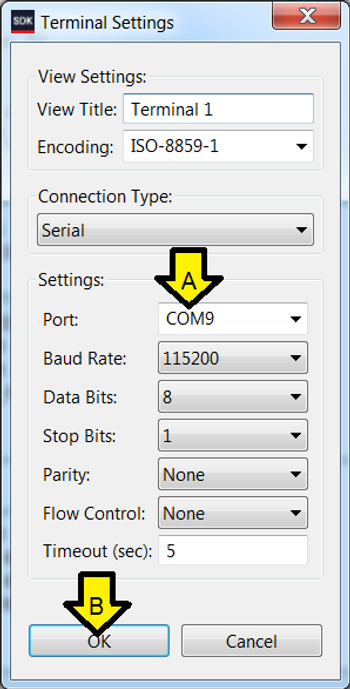 SDK Terminal Settings
View Settings:
View Title: Terminal 1
Encoding: ISO-8859-1
Connection Type:
Serial
A
Settings:
Port: COM9
Baud Rate: 115200
Data Bits: 8
Stop Bits: 1
Parity: None
Flow Control: None
Timeout (sec): 5
B
OK Cancel